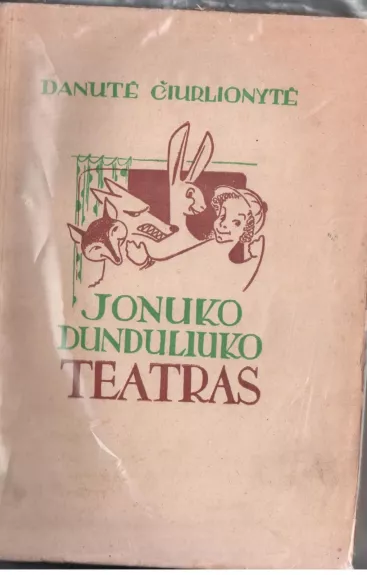 DANUTĖ ČIURLIONYTĖ
JONUKO
DUNDULIUKO
TEATRAS